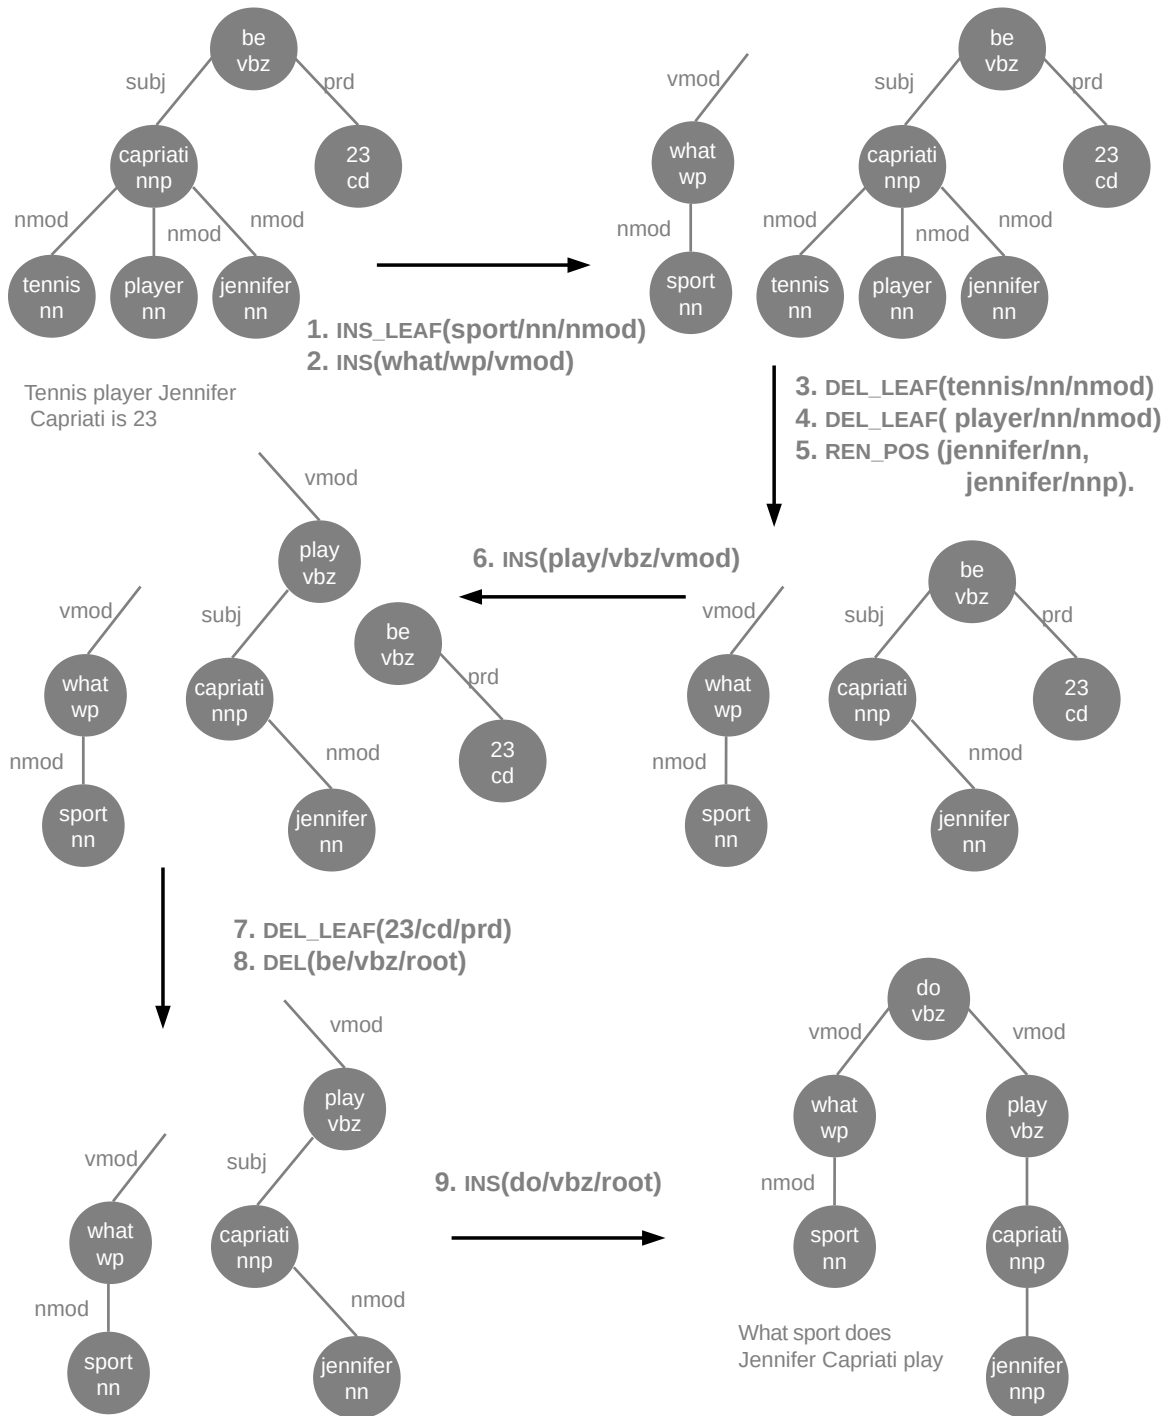 be
vbz
subj
prd
capriati
nnp
23
cd
nmod
nmod
nmod
tennis
nn
player
nn
jennifer
nn
Tennis player Jennifer
Capriati is 23
1. INS_LEAF(sport/nn/nmod)
2. INS(what/wp/vmod)
vmod
what
wp
nmod
sport
nn
be
vbz
subj
prd
capriati
nnp
23
cd
nmod
nmod
nmod
tennis
nn
player
nn
jennifer
nn
3. DEL_LEAF(tennis/nn/nmod)
4. DEL_LEAF( player/nn/nmod)
5. REN_POS (jennifer/nn,
jennifer/nnp).
vmod
what
wp
nmod
sport
nn
be
vbz
subj
prd
capriati
nnp
23
cd
nmod
jennifer
nn
6. INS(play/vbz/vmod)
vmod
what
wp
nmod
sport
nn
vmod
play
vbz
subj
capriati
nnp
nmod
jennifer
nn
be
vbz
prd
23
cd
7. DEL_LEAF(23/cd/prd)
8. DEL(be/vbz/root)
vmod
what
wp
nmod
sport
nn
vmod
play
vbz
subj
capriati
nnp
nmod
jennifer
nn
9. INS(do/vbz/root)
do
vbz
vmod
vmod
what
wp
play
vbz
nmod
sport
nn
capriati
nnp
jennifer
nnp
What sport does
Jennifer Capriati play